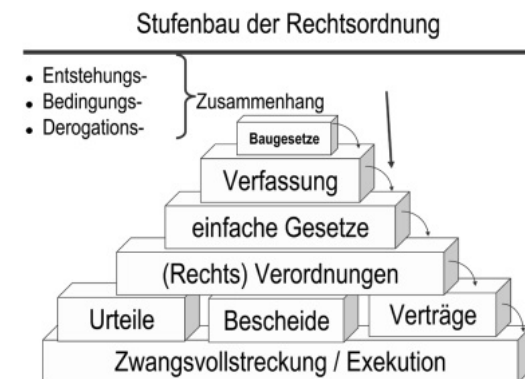 Stufenbau der Rechtsordnung
• Entstehungs-
• Bedingungs-
• Derogations-
Zusammenhang
Baugesetze
Verfassung
einfache Gesetze
(Rechts) Verordnungen
Urteile
Bescheide
Verträge
Zwangsvollstreckung / Exekution